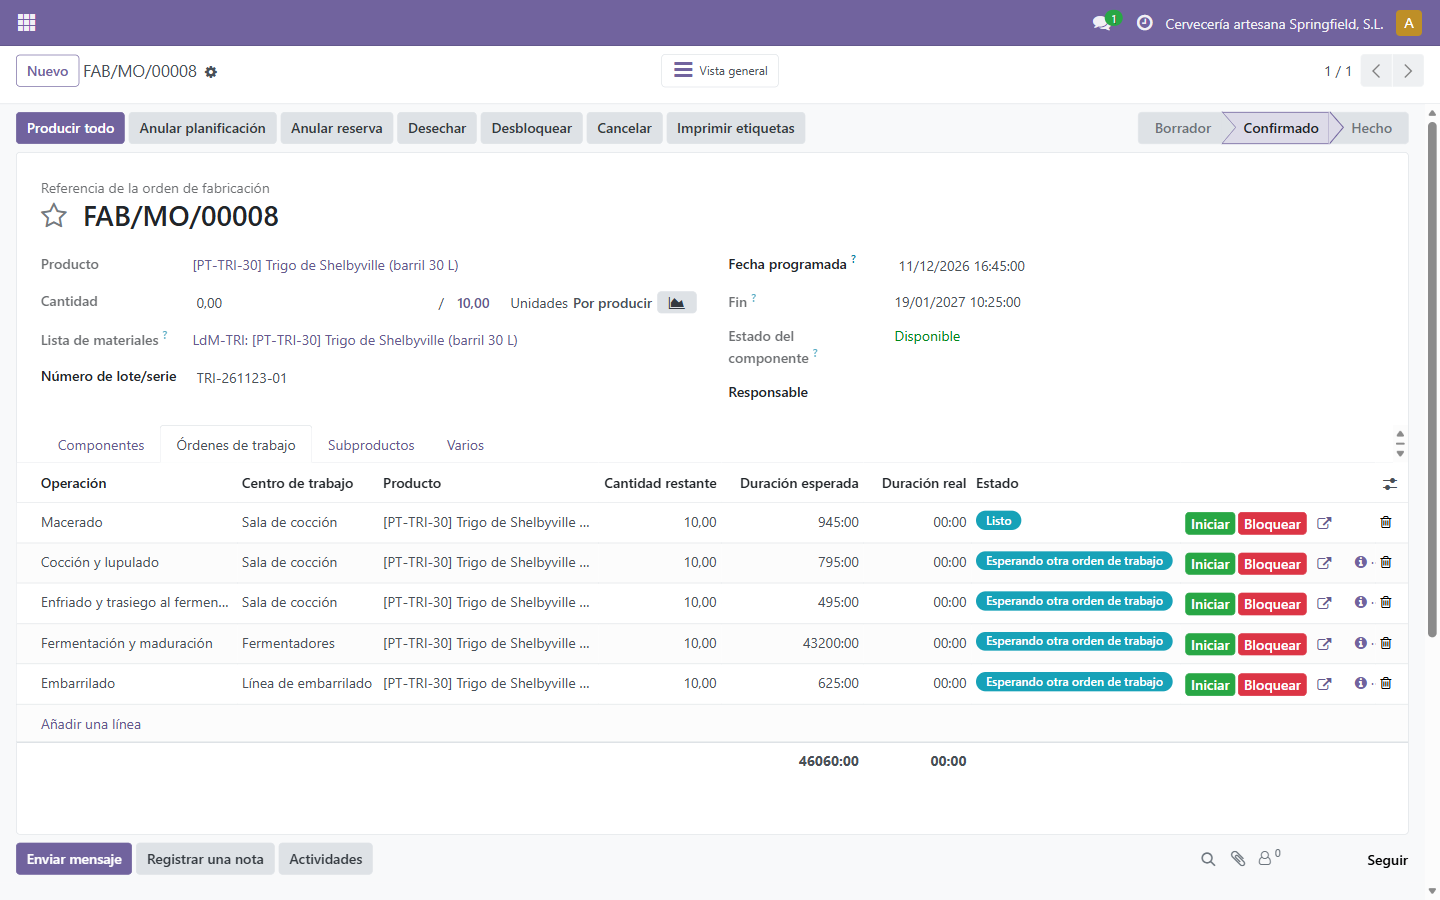 1
Cervecería artesana Springfield, S.L.
A
Nuevo
FAB/MO/00008
Vista general
1 / 1
Producir todo
Anular planificación
Anular reserva
Desechar
Desbloquear
Cancelar
Imprimir etiquetas
Borrador
Confirmado
Hecho
Referencia de la orden de fabricación
FAB/MO/00008
Producto
[PT-TRI-30] Trigo de Shelbyville (barril 30 L)
Cantidad
0,00 / 10,00 Unidades Por producir
Lista de materiales ?
LdM-TRI: [PT-TRI-30] Trigo de Shelbyville (barril 30 L)
Número de lote/serie
TRI-261123-01
Fecha programada ?
11/12/2026 16:45:00
Fin ?
19/01/2027 10:25:00
Estado del componente ?
Disponible
Responsable
Componentes
Órdenes de trabajo
Subproductos
Varios
Operación Centro de trabajo Producto Cantidad restante Duración esperada Duración real Estado
Macerado Sala de cocción [PT-TRI-30] Trigo de Shelbyville ... 10,00 945:00 00:00 Listo Iniciar Bloquear
Cocción y lupulado Sala de cocción [PT-TRI-30] Trigo de Shelbyville ... 10,00 795:00 00:00 Esperando otra orden de trabajo Iniciar Bloquear
Enfriado y trasiego al fermen... Sala de cocción [PT-TRI-30] Trigo de Shelbyville ... 10,00 495:00 00:00 Esperando otra orden de trabajo Iniciar Bloquear
Fermentación y maduración Fermentadores [PT-TRI-30] Trigo de Shelbyville ... 10,00 43200:00 00:00 Esperando otra orden de trabajo Iniciar Bloquear
Embarrilado Línea de embarrilado [PT-TRI-30] Trigo de Shelbyville ... 10,00 625:00 00:00 Esperando otra orden de trabajo Iniciar Bloquear
Añadir una línea
46060:00 00:00
Enviar mensaje
Registrar una nota
Actividades
0
Seguir